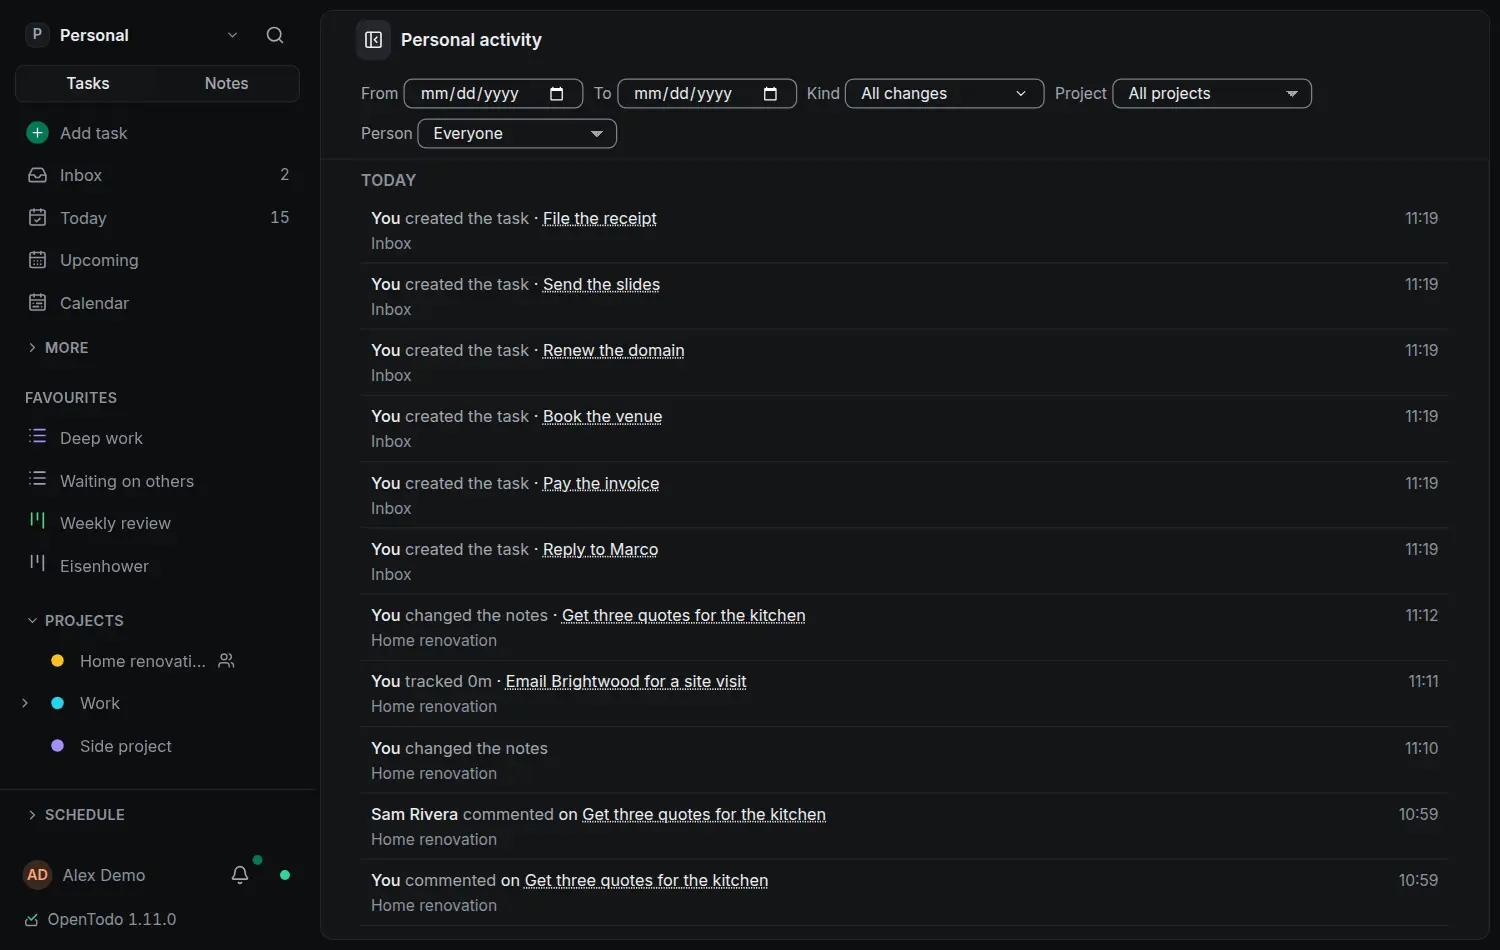 P Personal
Tasks Notes
Add task
Inbox 2
Today 15
Upcoming
Calendar
MORE
FAVOURITES
Deep work
Waiting on others
Weekly review
Eisenhower
PROJECTS
Home renovati...
Work
Side project
SCHEDULE
AD Alex Demo
OpenTodo 1.11.0
Personal activity
From mm/dd/yyyy To mm/dd/yyyy Kind All changes Project All projects
Person Everyone
TODAY
You created the task · File the receipt 11:19
Inbox
You created the task · Send the slides 11:19
Inbox
You created the task · Renew the domain 11:19
Inbox
You created the task · Book the venue 11:19
Inbox
You created the task · Pay the invoice 11:19
Inbox
You created the task · Reply to Marco 11:19
Inbox
You changed the notes · Get three quotes for the kitchen 11:12
Home renovation
You tracked 0m · Email Brightwood for a site visit 11:11
Home renovation
You changed the notes 11:10
Home renovation
Sam Rivera commented on Get three quotes for the kitchen 10:59
Home renovation
You commented on Get three quotes for the kitchen 10:59
Home renovation